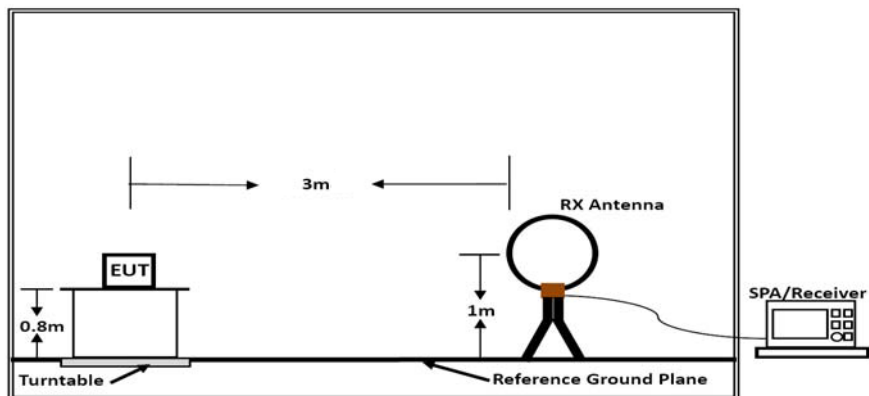 3m
RX Antenna
EUT
SPA/Receiver
0.8m
1m
Turntable
Reference Ground Plane